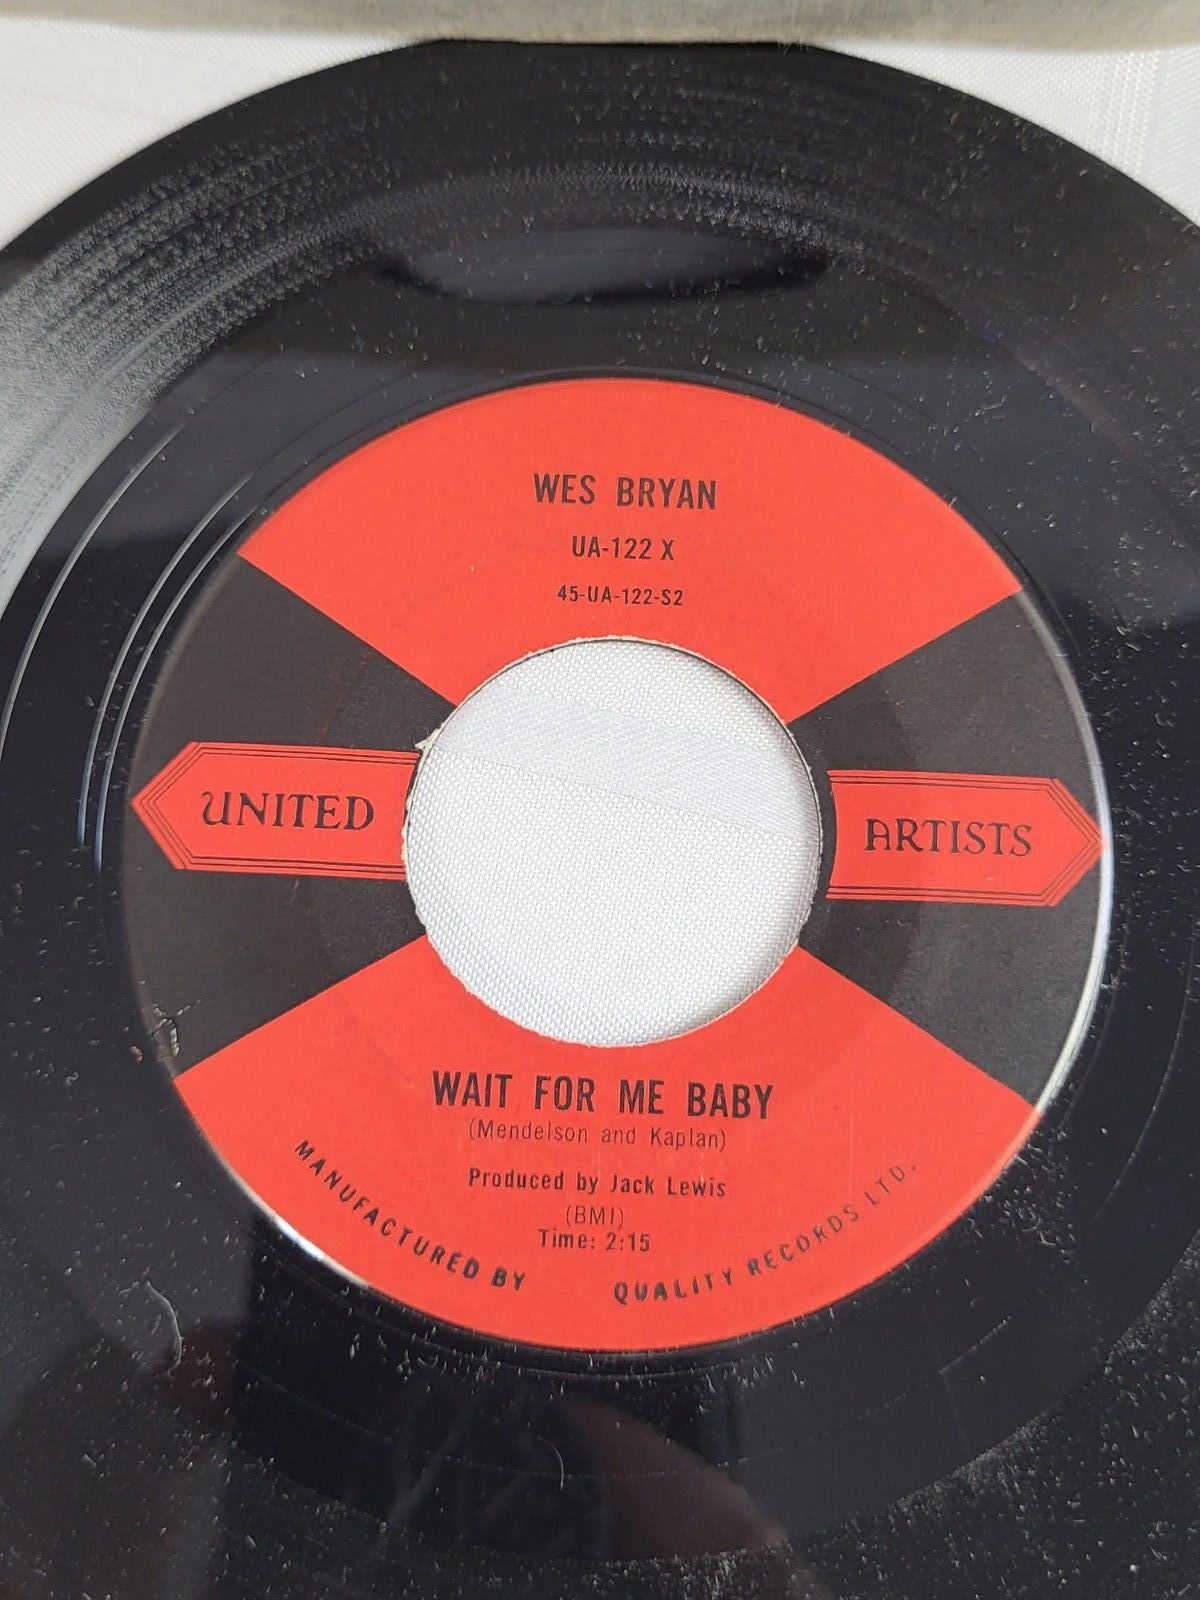 WES BRYAN
UA-122 X
45-UA-122-S2
UNITED ARTISTS
WAIT FOR ME BABY
(Mendelson and Kaplan)
Produced by Jack Lewis
(BMI)
Time: 2:15
MANUFACTURED BY QUALITY RECORDS LTD.